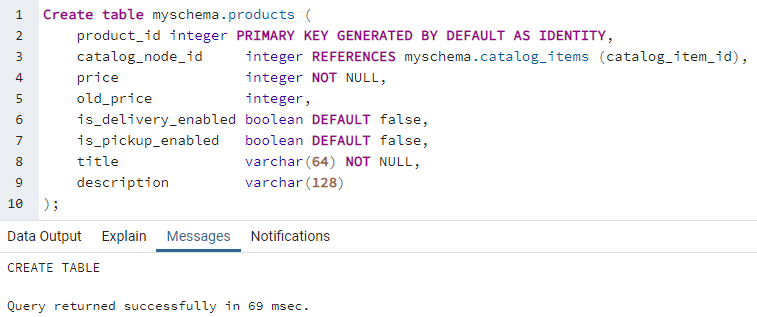 1 Create table myschema.products (
2     product_id integer PRIMARY KEY GENERATED BY DEFAULT AS IDENTITY,
3     catalog_node_id     integer REFERENCES myschema.catalog_items (catalog_item_id),
4     price               integer NOT NULL,
5     old_price           integer,
6     is_delivery_enabled boolean DEFAULT false,
7     is_pickup_enabled   boolean DEFAULT false,
8     title               varchar(64) NOT NULL,
9     description         varchar(128)
10 );
Data Output Explain Messages Notifications
CREATE TABLE
Query returned successfully in 69 msec.